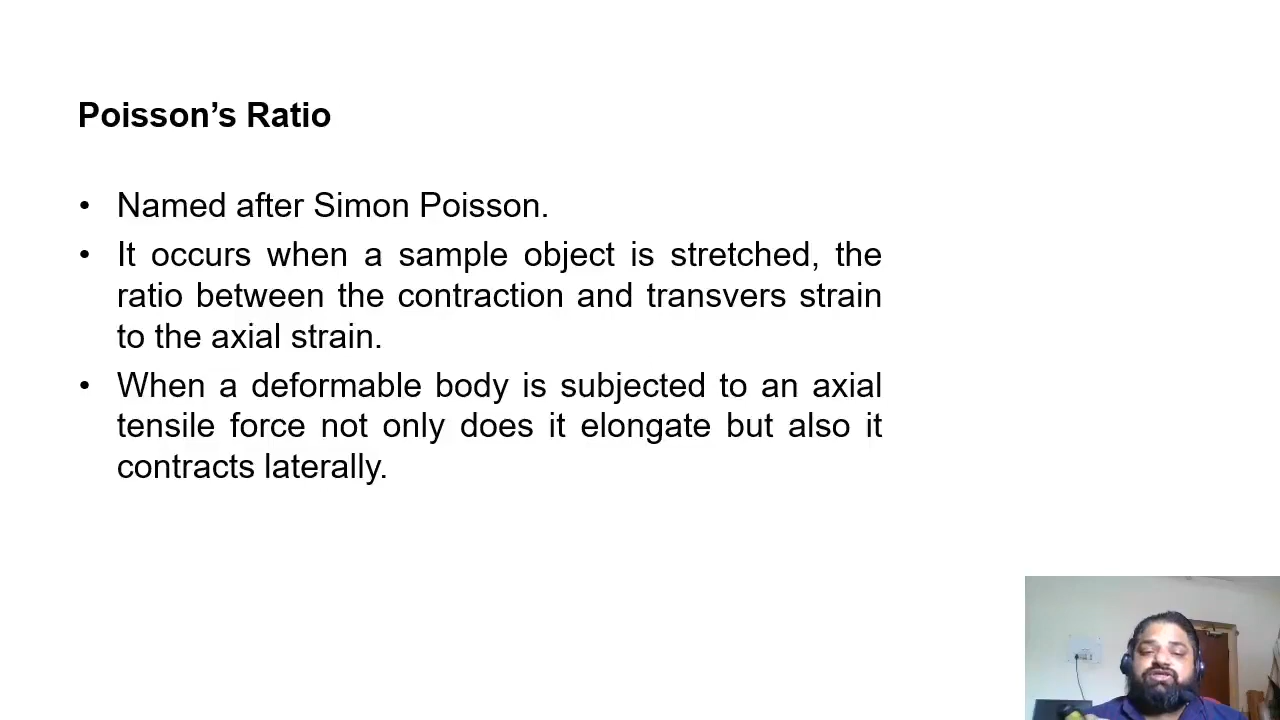 Poisson’s Ratio
• Named after Simon Poisson.
• It occurs when a sample object is stretched, the
ratio between the contraction and transvers strain
to the axial strain.
• When a deformable body is subjected to an axial
tensile force not only does it elongate but also it
contracts laterally.